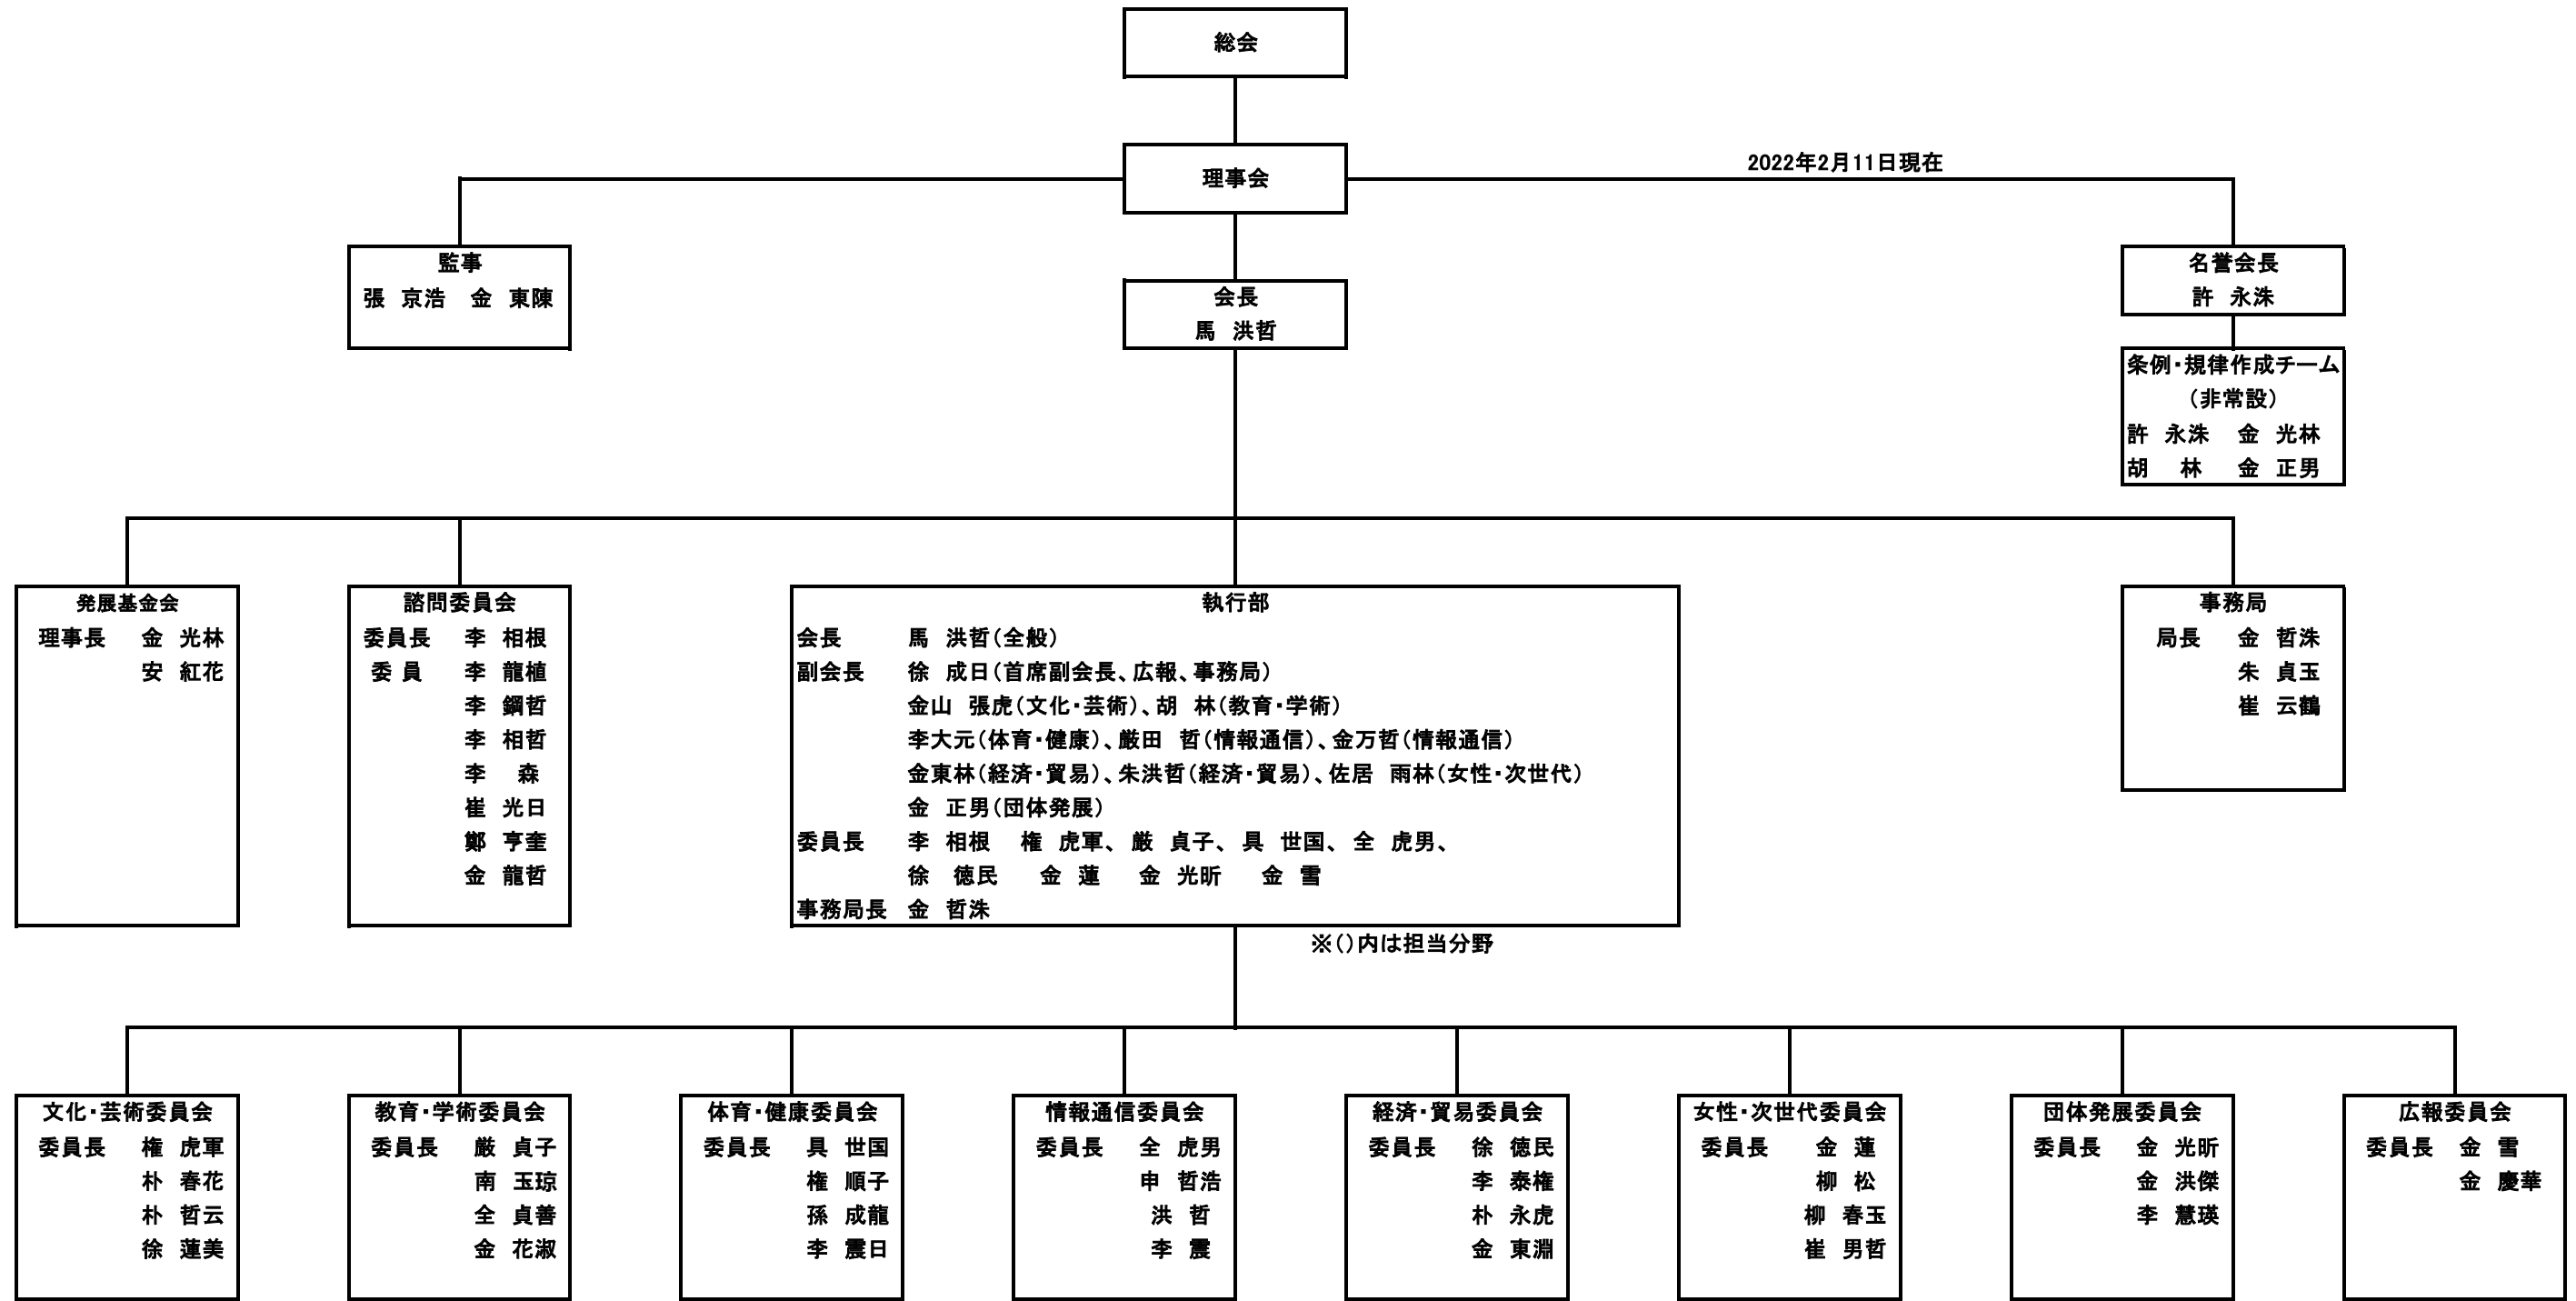 総会
理事会
2022年2月11日現在
監事
張 京浩 金 東陳
会長
馬 洪哲
名誉会長
許 永洙
条例・規律作成チーム
（非常設）
許 永洙 金 光林
胡 林 金 正男
発展基金会
理事長 金 光林
安 紅花
諮問委員会
委員長 李 相根
委 員 李 龍植
李 鋼哲
李 相哲
李 森
崔 光日
鄭 亨奎
金 龍哲
執行部
会長 馬 洪哲（全般）
副会長 徐 成日（首席副会長、広報、事務局）
金山 張虎（文化・芸術）、胡 林（教育・学術）
李大元（体育・健康）、厳田 哲（情報通信）、金万哲（情報通信）
金東林（経済・貿易）、朱洪哲（経済・貿易）、佐居 雨林（女性・次世代）
金 正男（団体発展）
委員長 李 相根 権 虎軍、 厳 貞子、 具 世国、 全 虎男、
徐 徳民 金 蓮 金 光昕 金 雪
事務局長 金 哲洙
※（）内は担当分野
事務局
局長 金 哲洙
朱 貞玉
崔 云鶴
文化・芸術委員会
委員長 権 虎軍
朴 春花
朴 哲云
徐 蓮美
教育・学術委員会
委員長 厳 貞子
南 玉琼
全 貞善
金 花淑
体育・健康委員会
委員長 具 世国
権 順子
孫 成龍
李 震日
情報通信委員会
委員長 全 虎男
申 哲浩
洪 哲
李 震
経済・貿易委員会
委員長 徐 徳民
李 泰権
朴 永虎
金 東淵
女性・次世代委員会
委員長 金 蓮
柳 松
柳 春玉
崔 男哲
団体発展委員会
委員長 金 光昕
金 洪傑
李 慧瑛
広報委員会
委員長 金 雪
金 慶華